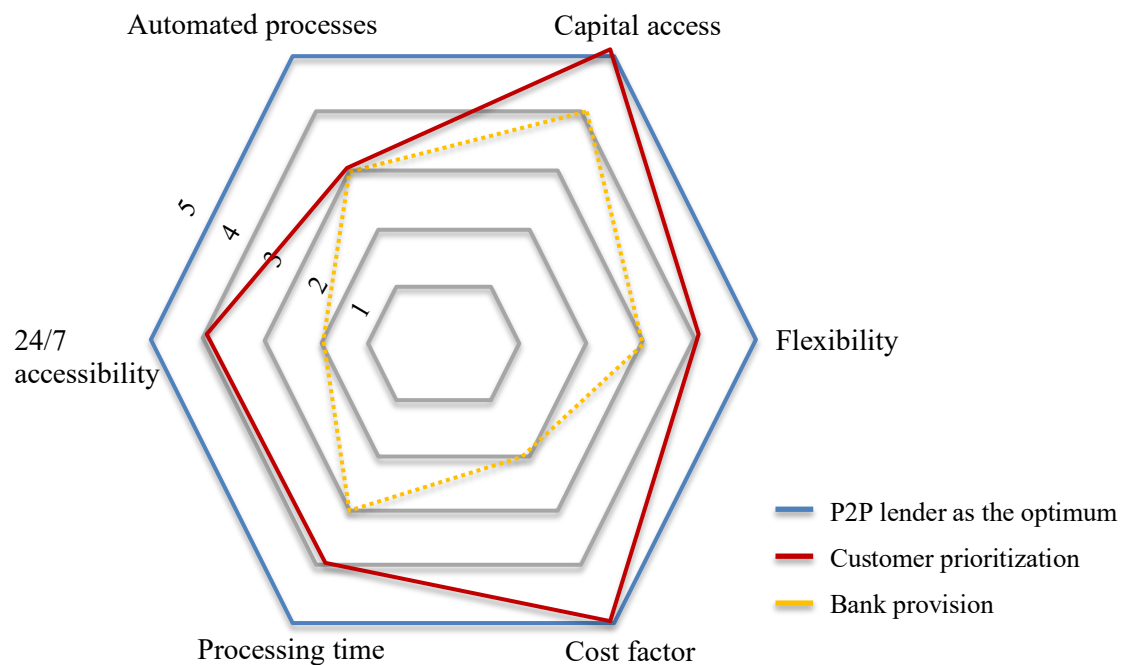 Automated processes
Capital access
5
4
3
2
1
24/7
accessibility
Flexibility
P2P lender as the optimum
Customer prioritization
Bank provision
Processing time
Cost factor